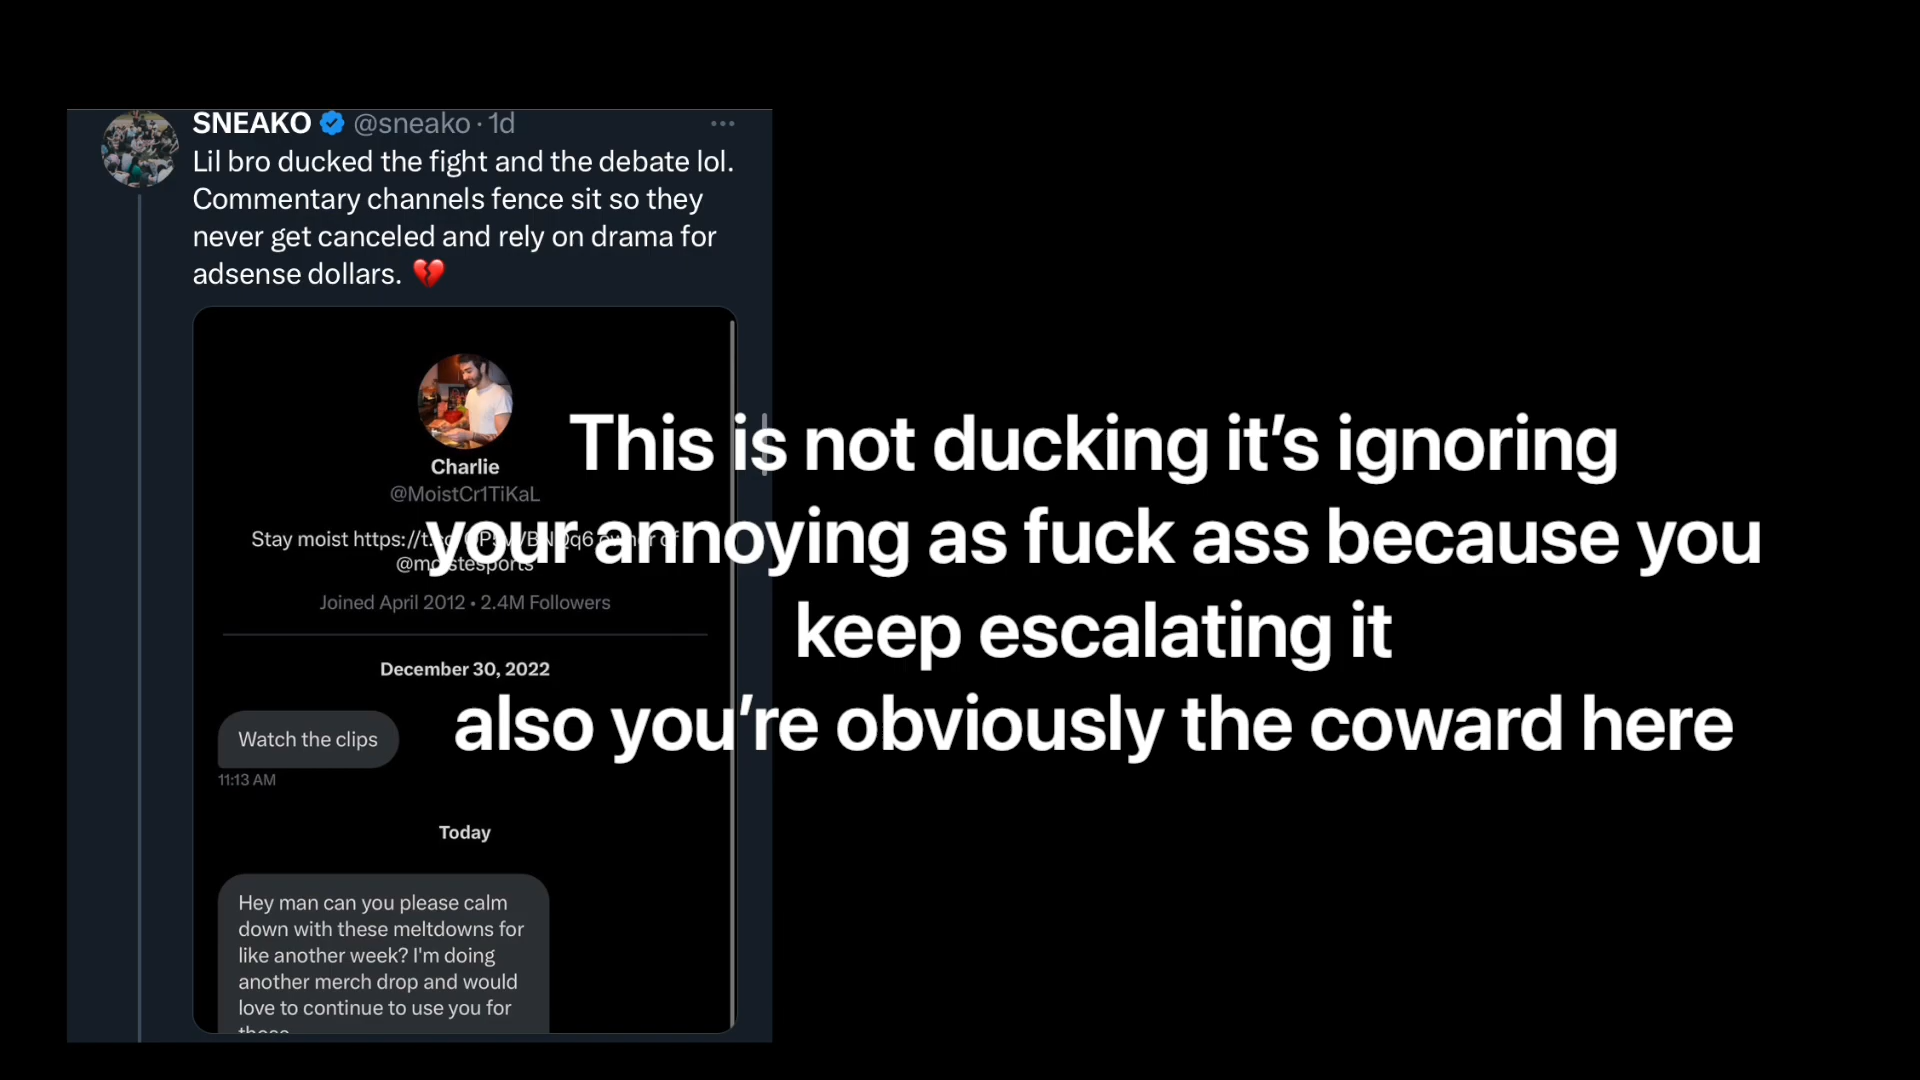 SNEAKO @sneako · 1d
Lil bro ducked the fight and the debate lol.
Commentary channels fence sit so they
never get canceled and rely on drama for
adsense dollars. 💔
Charlie
@MoistCr1TiKaL
Stay moist https://t.co/ of
@moistesports
Joined April 2012 • 2.4M Followers
December 30, 2022
Watch the clips
11:13 AM
Today
Hey man can you please calm
down with these meltdowns for
like another week? I'm doing
another merch drop and would
love to continue to use you for
This is not ducking it’s ignoring
your annoying as fuck ass because you
keep escalating it
also you’re obviously the coward here